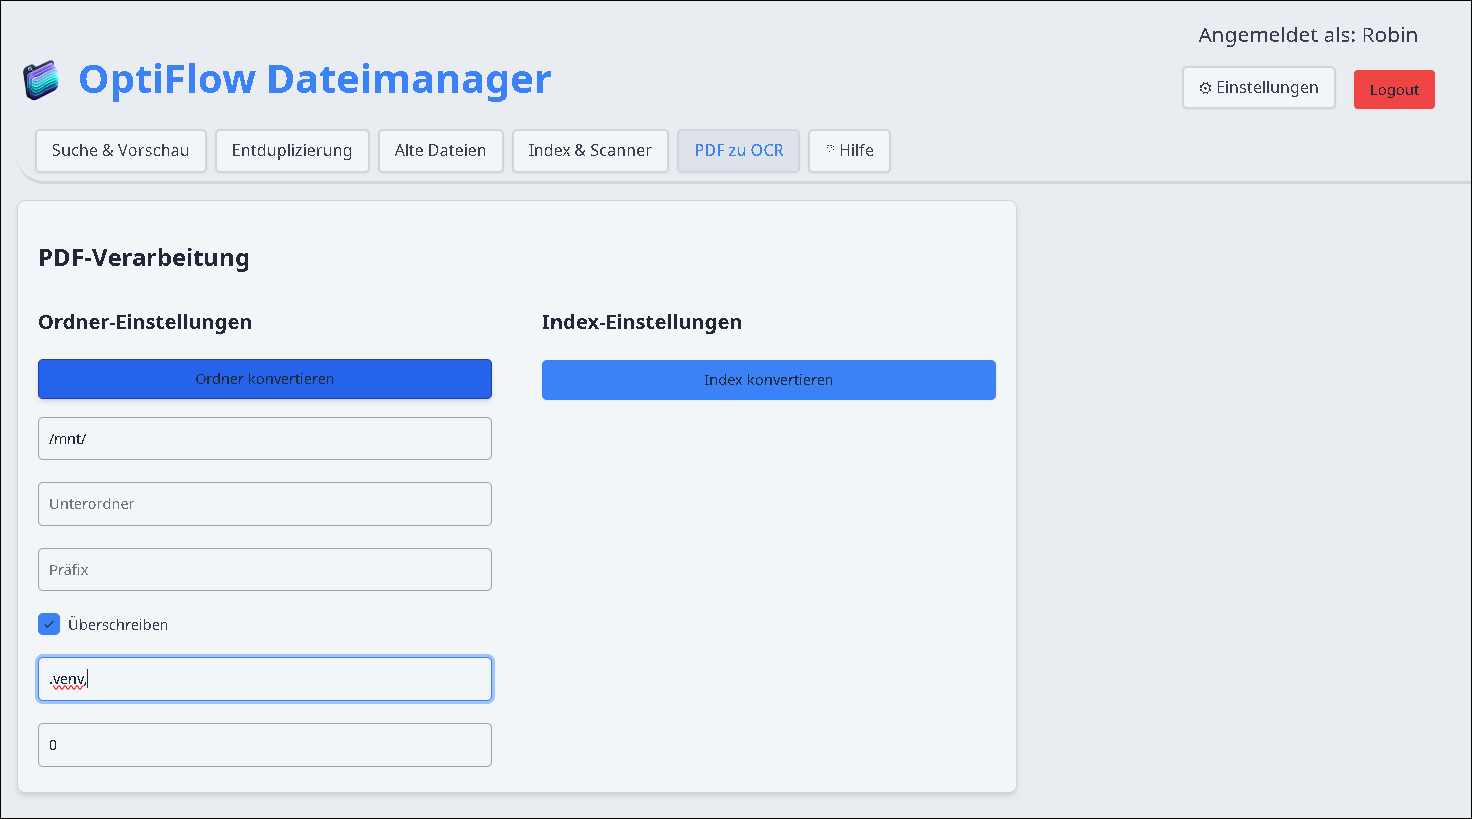 Angemeldet als: Robin
OptiFlow Dateimanager
⚙ Einstellungen
Logout
Suche & Vorschau
Entduplizierung
Alte Dateien
Index & Scanner
PDF zu OCR
Hilfe
PDF-Verarbeitung
Ordner-Einstellungen
Index-Einstellungen
Ordner konvertieren
Index konvertieren
/mnt/
Unterordner
Präfix
Überschreiben
.venv,
0